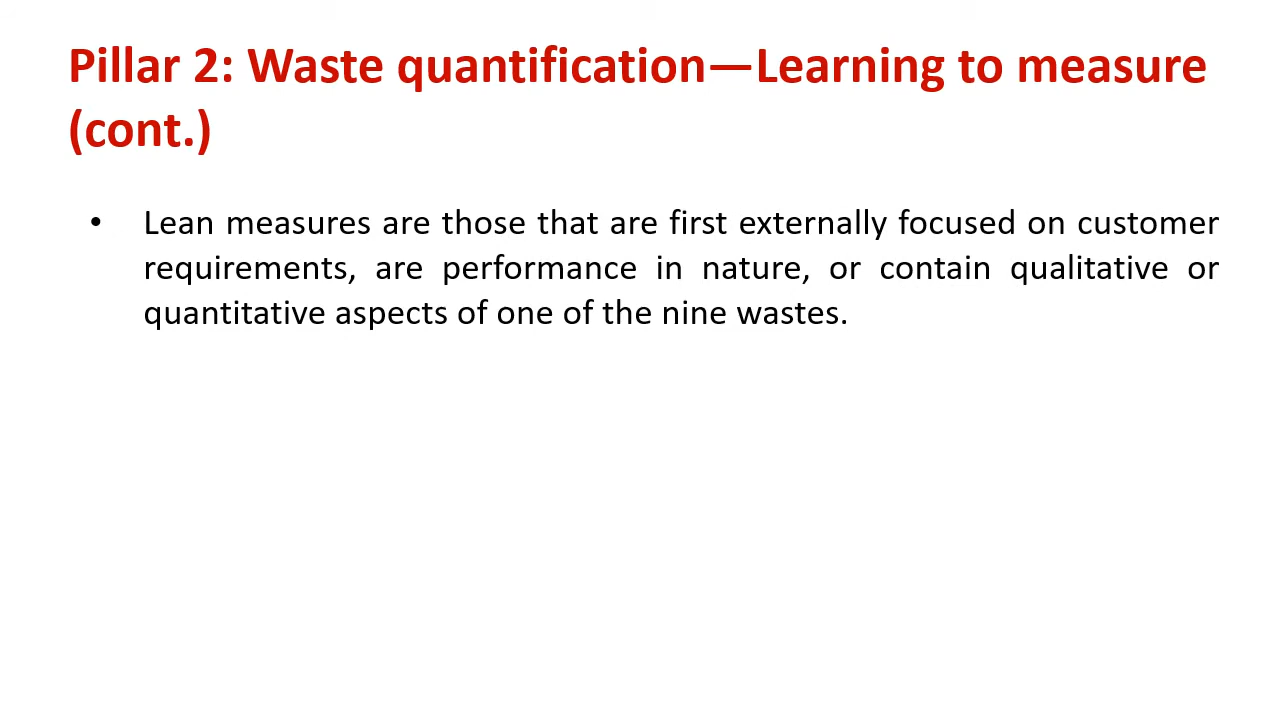 Pillar 2: Waste quantification—Learning to measure
(cont.)
• Lean measures are those that are first externally focused on customer
requirements, are performance in nature, or contain qualitative or
quantitative aspects of one of the nine wastes.